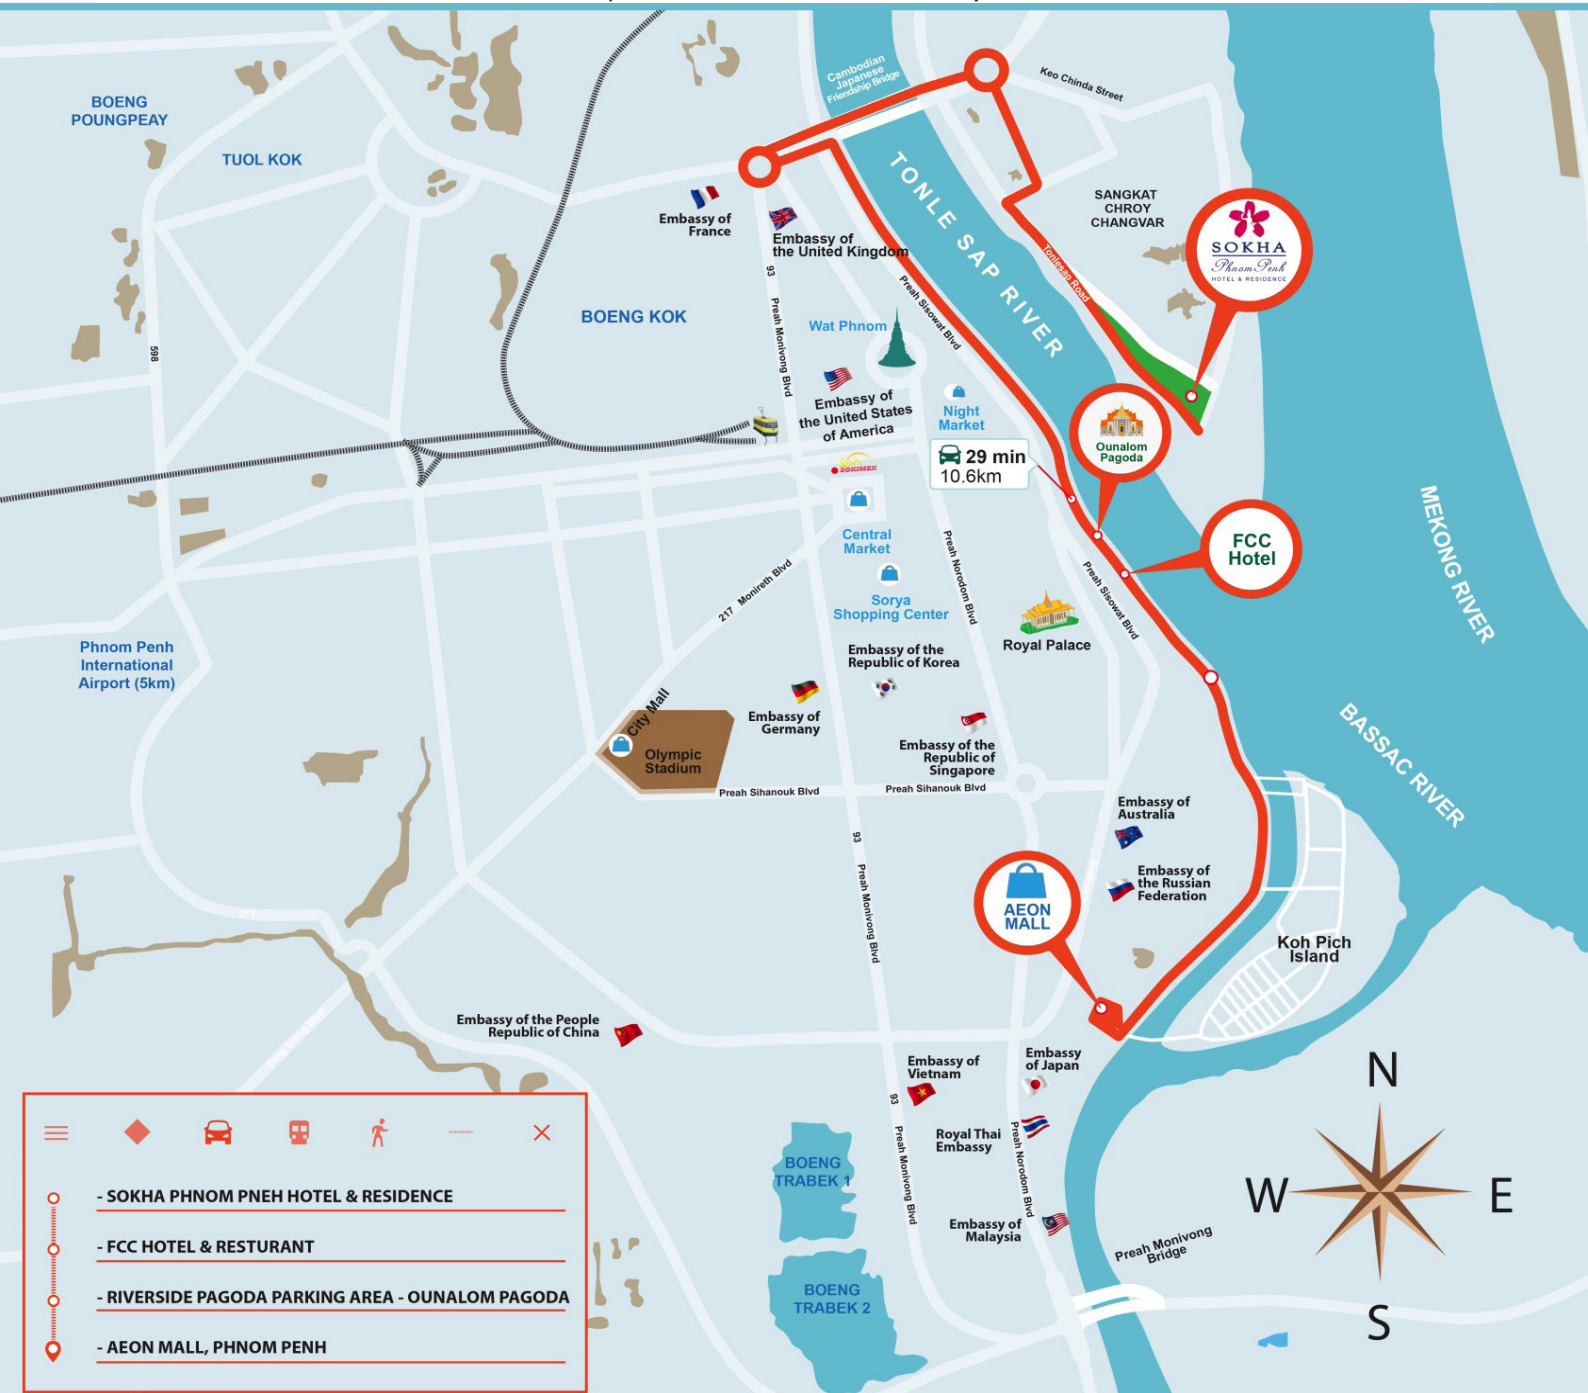 Cambodian
Japanese
Friendship Bridge
Keo Chinda Street
BOENG
POUNGPEAY
TUOL KOK
TONLE SAP RIVER
SANGKAT
CHROY
CHANGVAR
SOKHA
Phnom Penh
HOTEL & RESIDENCE
Embassy of
France
Embassy of
the United Kingdom
Tonlesap Road
93
Preah Monivong Blvd
Preah Sisowat Blvd
BOENG KOK
Wat Phnom
598
Embassy of
the United States
of America
Night
Market
Ounalom
Pagoda
29 min
10.6km
SOKIMEX
Central
Market
FCC
Hotel
MEKONG RIVER
Preah Norodom Blvd
Preah Sisowat Blvd
217 Monireth Blvd
Sorya
Shopping Center
Royal Palace
Phnom Penh
International
Airport (5km)
Embassy of the
Republic of Korea
City Mall
Olympic
Stadium
Embassy of
Germany
Embassy of the
Republic of
Singapore
BASSAC RIVER
Preah Sihanouk Blvd
Preah Sihanouk Blvd
Embassy of
Australia
93
Preah Monivong Blvd
Embassy of
the Russian
Federation
AEON
MALL
271
Koh Pich
Island
Embassy of the People
Republic of China
Embassy of
Vietnam
Embassy
of Japan
93
Preah Monivong Blvd
Royal Thai
Embassy
Preah Norodom Blvd
Embassy of
Malaysia
BOENG
TRABEK 1
BOENG
TRABEK 2
Preah Monivong
Bridge
N
W
E
S
- SOKHA PHNOM PNEH HOTEL & RESIDENCE
- FCC HOTEL & RESTURANT
- RIVERSIDE PAGODA PARKING AREA - OUNALOM PAGODA
- AEON MALL, PHNOM PENH